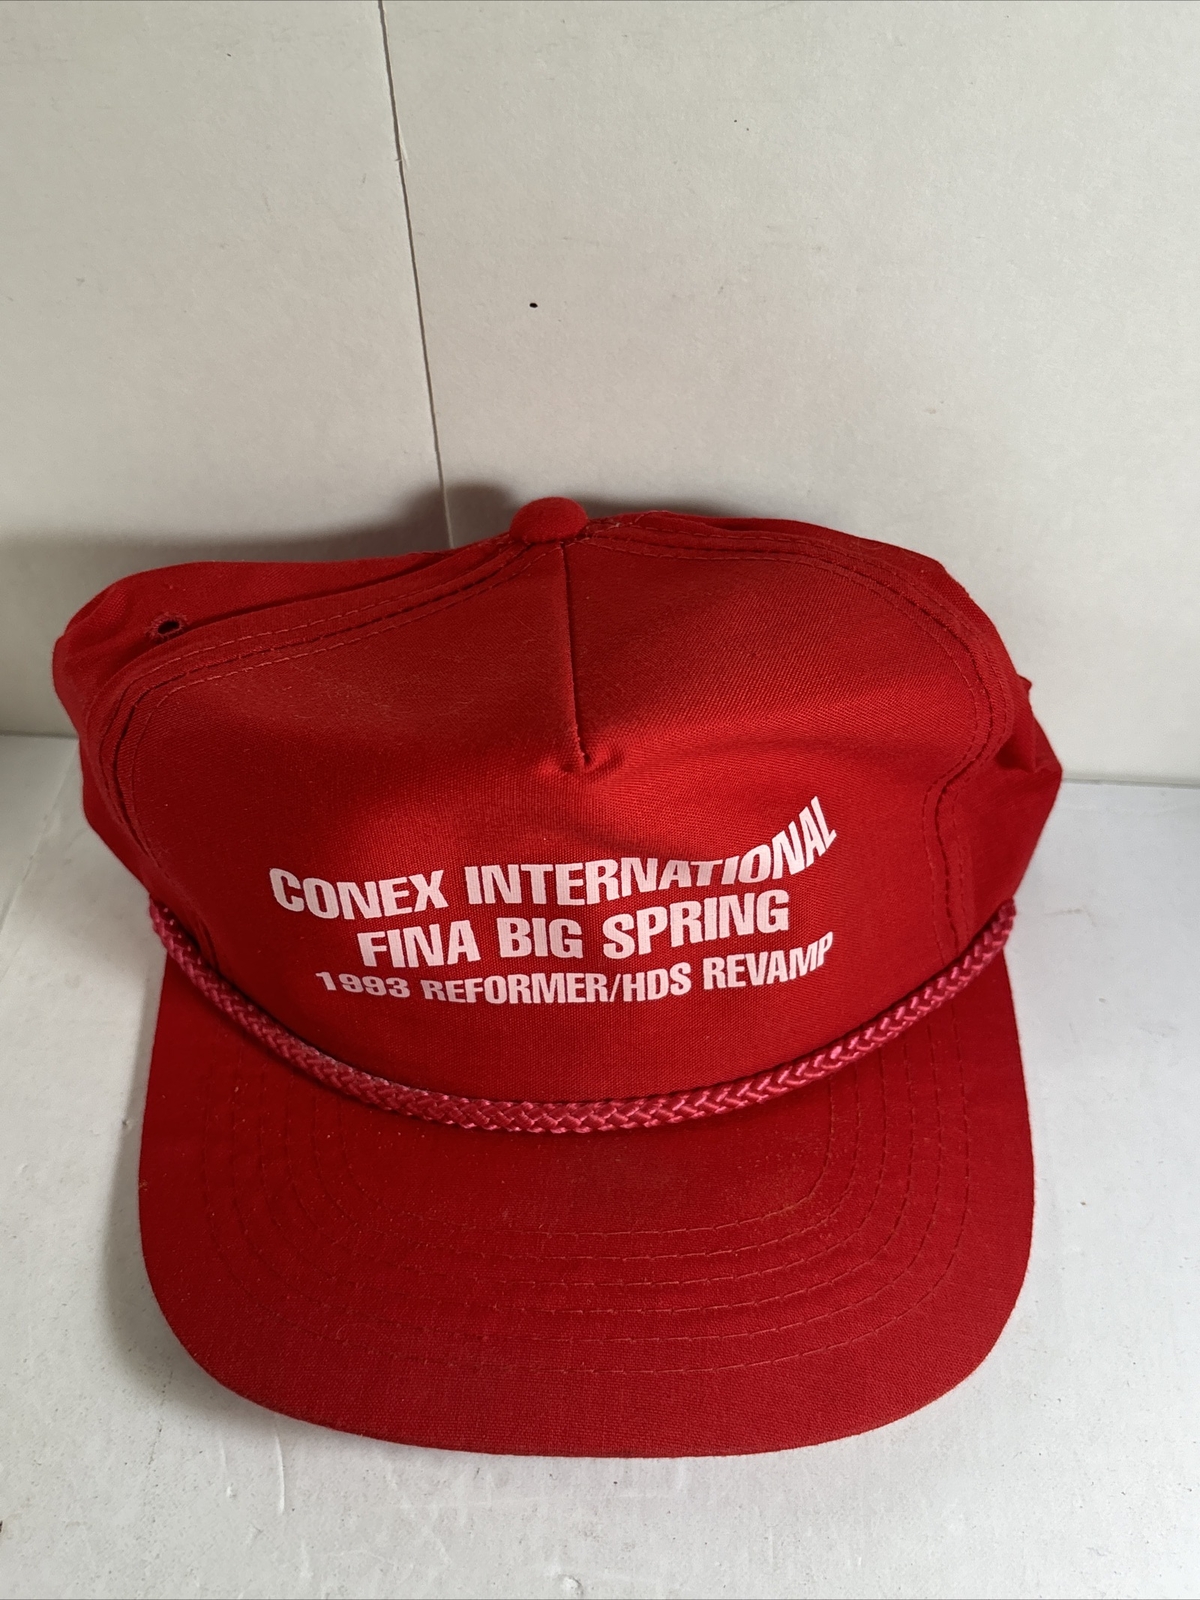 CONEX INTERNATIONAL
FINA BIG SPRING
1993 REFORMER/HDS REVAMP